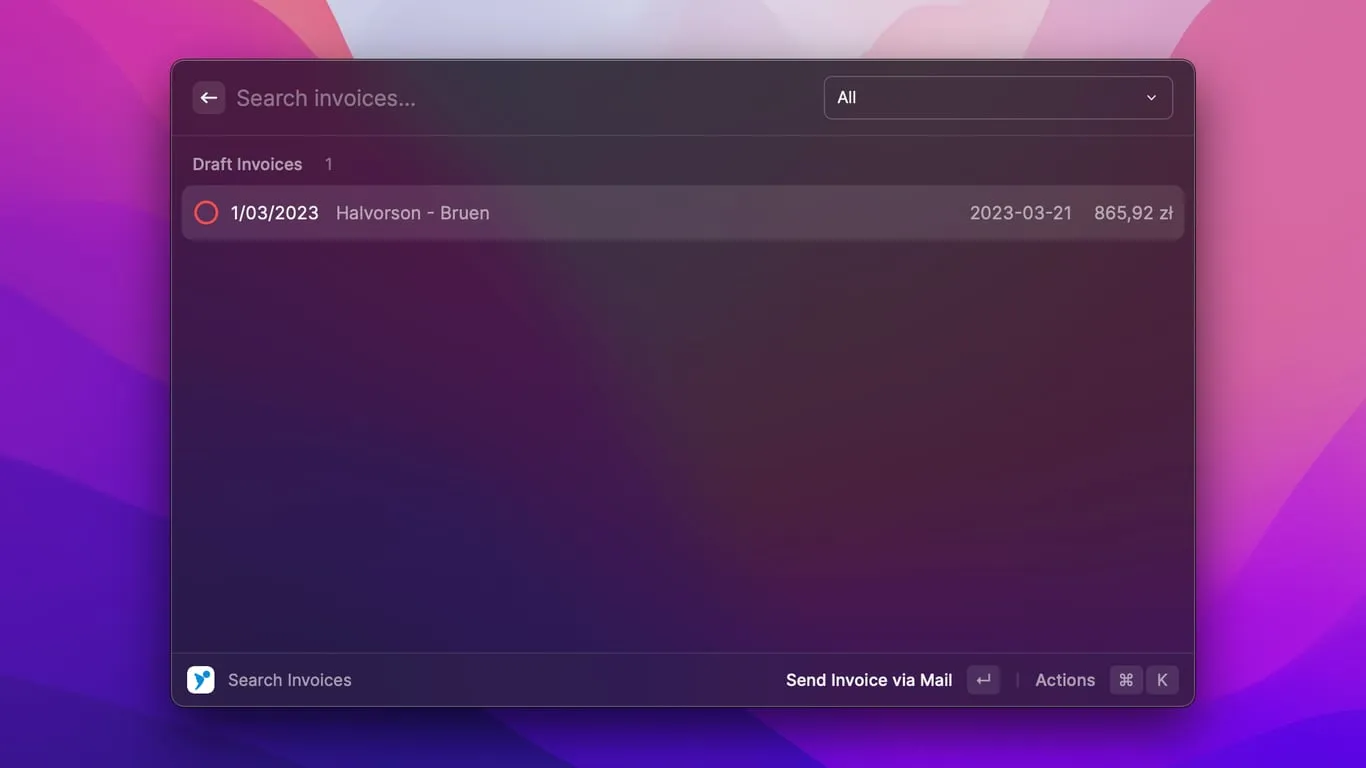 Search invoices...
All
Draft Invoices 1
1/03/2023 Halvorson - Bruen 2023-03-21 865,92 zł
Search Invoices Send Invoice via Mail ↵ Actions ⌘ K